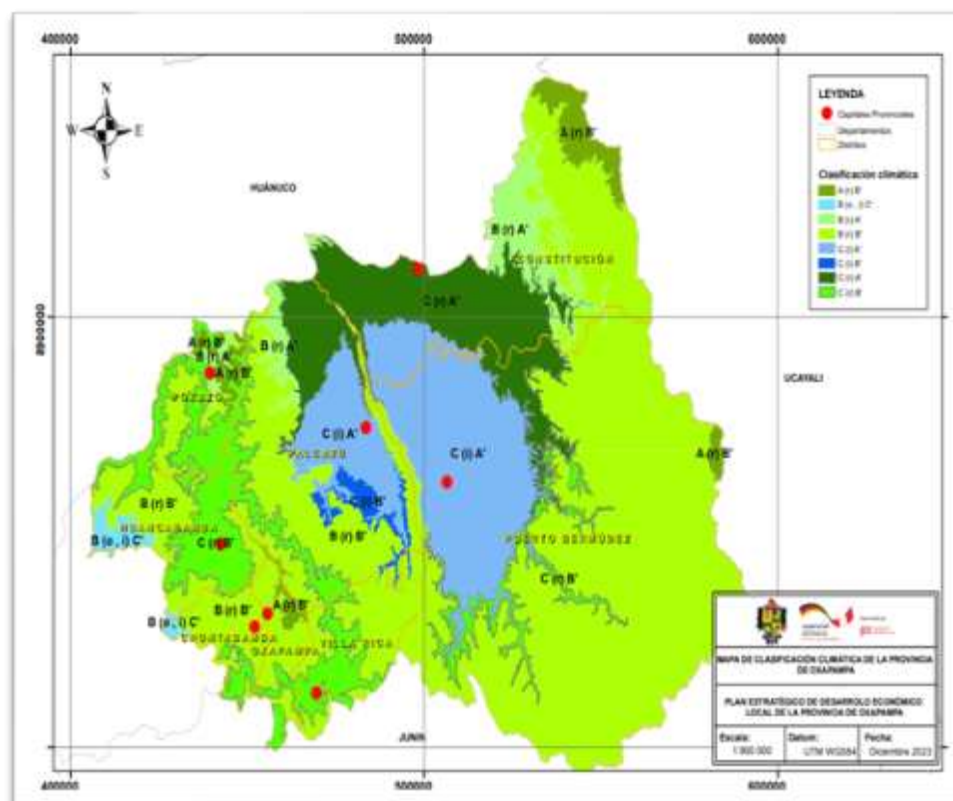 400000
500000
600000
N
W
E
S
HUÁNUCO
A (r) B'
LEYENDA
Capitales Provinciales
Departamentos
Distritos
Clasificación climática
A (r) B'
B (o , i) C'
B (r) A'
B (r) B'
C (i) A'
C (i) B'
C (r) A'
C (r) B'
B (r) A'
CONSTITUCIÓN
C (r) A'
8900000
8900000
A (r) B'
B (r) A'
A (r) B'
B (r) A'
POZUZO
UCAYALI
C (i) A'
PALCAZU
C (i) A'
A (r) B'
B (r) B'
C (i) B'
HUANCABAMBA
B (r) B'
B (o , i) C'
C (r) B'
PUERTO BERMÚDEZ
C (r) B'
B (r) B'
A (r) B'
B (o , i) C'
CHONTABAMBA
OXAPAMPA
VILLA RICA
JUNIN
MAPA DE CLASIFICACIÓN CLIMÁTICA DE LA PROVINCIA
DE OXAPAMPA
PLAN ESTRATÉGICO DE DESARROLLO ECONÓMICO
LOCAL DE LA PROVINCIA DE OXAPAMPA
Escala:
Datum:
Fecha:
UTM WGS84
Diciembre 2023
400000
500000
600000